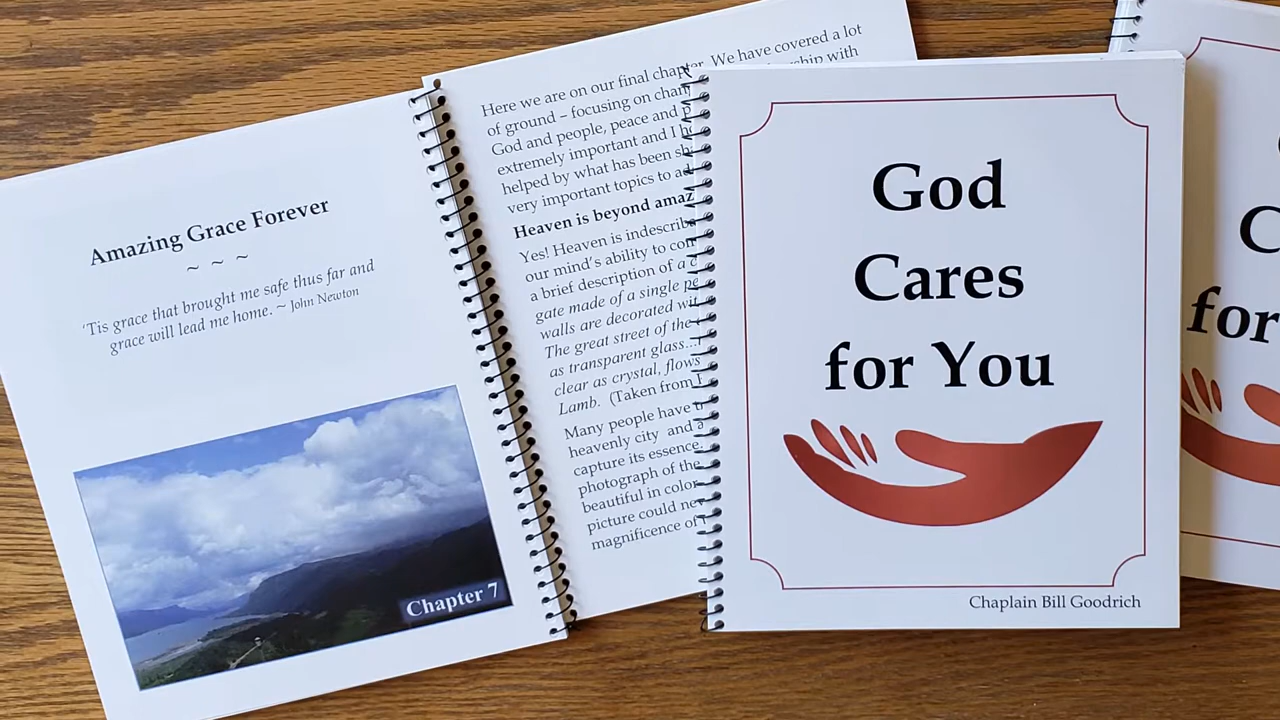 Amazing Grace Forever
~ ~ ~
'Tis grace that brought me safe thus far and
grace will lead me home. ~ John Newton
Chapter 7
Here we are on our final chapter. We have covered a lot
of ground – focusing on
with
God and people, peace and
extremely important and I
helped by what has been
very important topics to
Heaven is beyond
Yes! Heaven is
our mind's ability to
a brief description of a
gate made of a single
walls are decorated
The great street of the
as transparent glass...
clear as crystal, flows
Lamb. (Taken from
Many people have
heavenly city and
capture its essence.
photograph of the
beautiful in color
picture could
magnificence of
God
Cares
for You
Chaplain Bill Goodrich
C
for